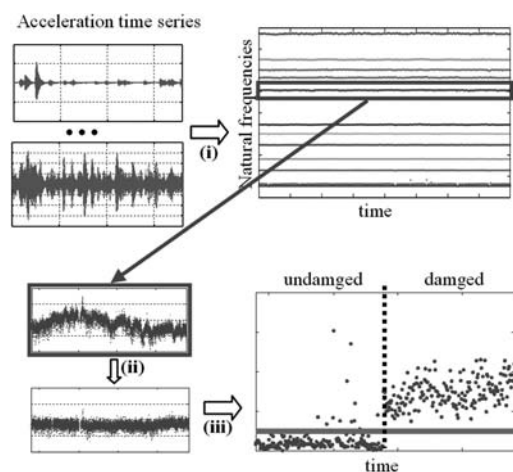 Acceleration time series
Natural frequencies
(i)
time
undamged
damged
(ii)
(iii)
time